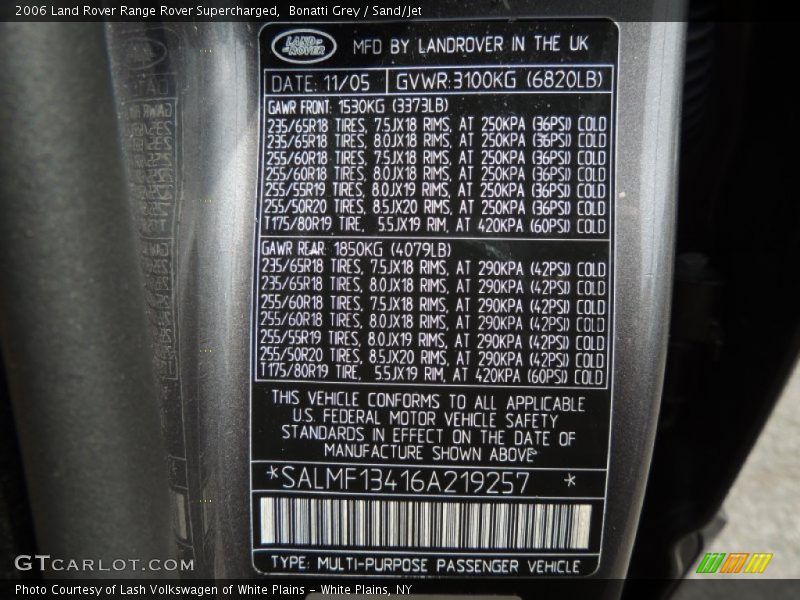 2006 Land Rover Range Rover Supercharged,  Bonatti Grey / Sand/Jet
LAND-ROVER MFD BY LANDROVER IN THE UK
DATE: 11/05 GVWR:3100KG (6820LB)
GAWR FRONT: 1530KG (3373LB)
235/65R18 TIRES, 7.5JX18 RIMS, AT 250KPA (36PSI) COLD
235/65R18 TIRES, 8.0JX18 RIMS, AT 250KPA (36PSI) COLD
255/60R18 TIRES, 7.5JX18 RIMS, AT 250KPA (36PSI) COLD
255/60R18 TIRES, 8.0JX18 RIMS, AT 250KPA (36PSI) COLD
255/55R19 TIRES, 8.0JX19 RIMS, AT 250KPA (36PSI) COLD
255/50R20 TIRES, 8.5JX20 RIMS, AT 250KPA (36PSI) COLD
T175/80R19 TIRE, 5.5JX19 RIM, AT 420KPA (60PSI) COLD
GAWR REAR: 1850KG (4079LB)
235/65R18 TIRES, 7.5JX18 RIMS, AT 290KPA (42PSI) COLD
235/65R18 TIRES, 8.0JX18 RIMS, AT 290KPA (42PSI) COLD
255/60R18 TIRES, 7.5JX18 RIMS, AT 290KPA (42PSI) COLD
255/60R18 TIRES, 8.0JX18 RIMS, AT 290KPA (42PSI) COLD
255/55R19 TIRES, 8.0JX19 RIMS, AT 290KPA (42PSI) COLD
255/50R20 TIRES, 8.5JX20 RIMS, AT 290KPA (42PSI) COLD
T175/80R19 TIRE, 5.5JX19 RIM, AT 420KPA (60PSI) COLD
THIS VEHICLE CONFORMS TO ALL APPLICABLE
U.S. FEDERAL MOTOR VEHICLE SAFETY
STANDARDS IN EFFECT ON THE DATE OF
MANUFACTURE SHOWN ABOVE
*SALMF13416A219257 *
TYPE: MULTI-PURPOSE PASSENGER VEHICLE
GTCARLOT.COM
Photo Courtesy of Lash Volkswagen of White Plains - White Plains, NY